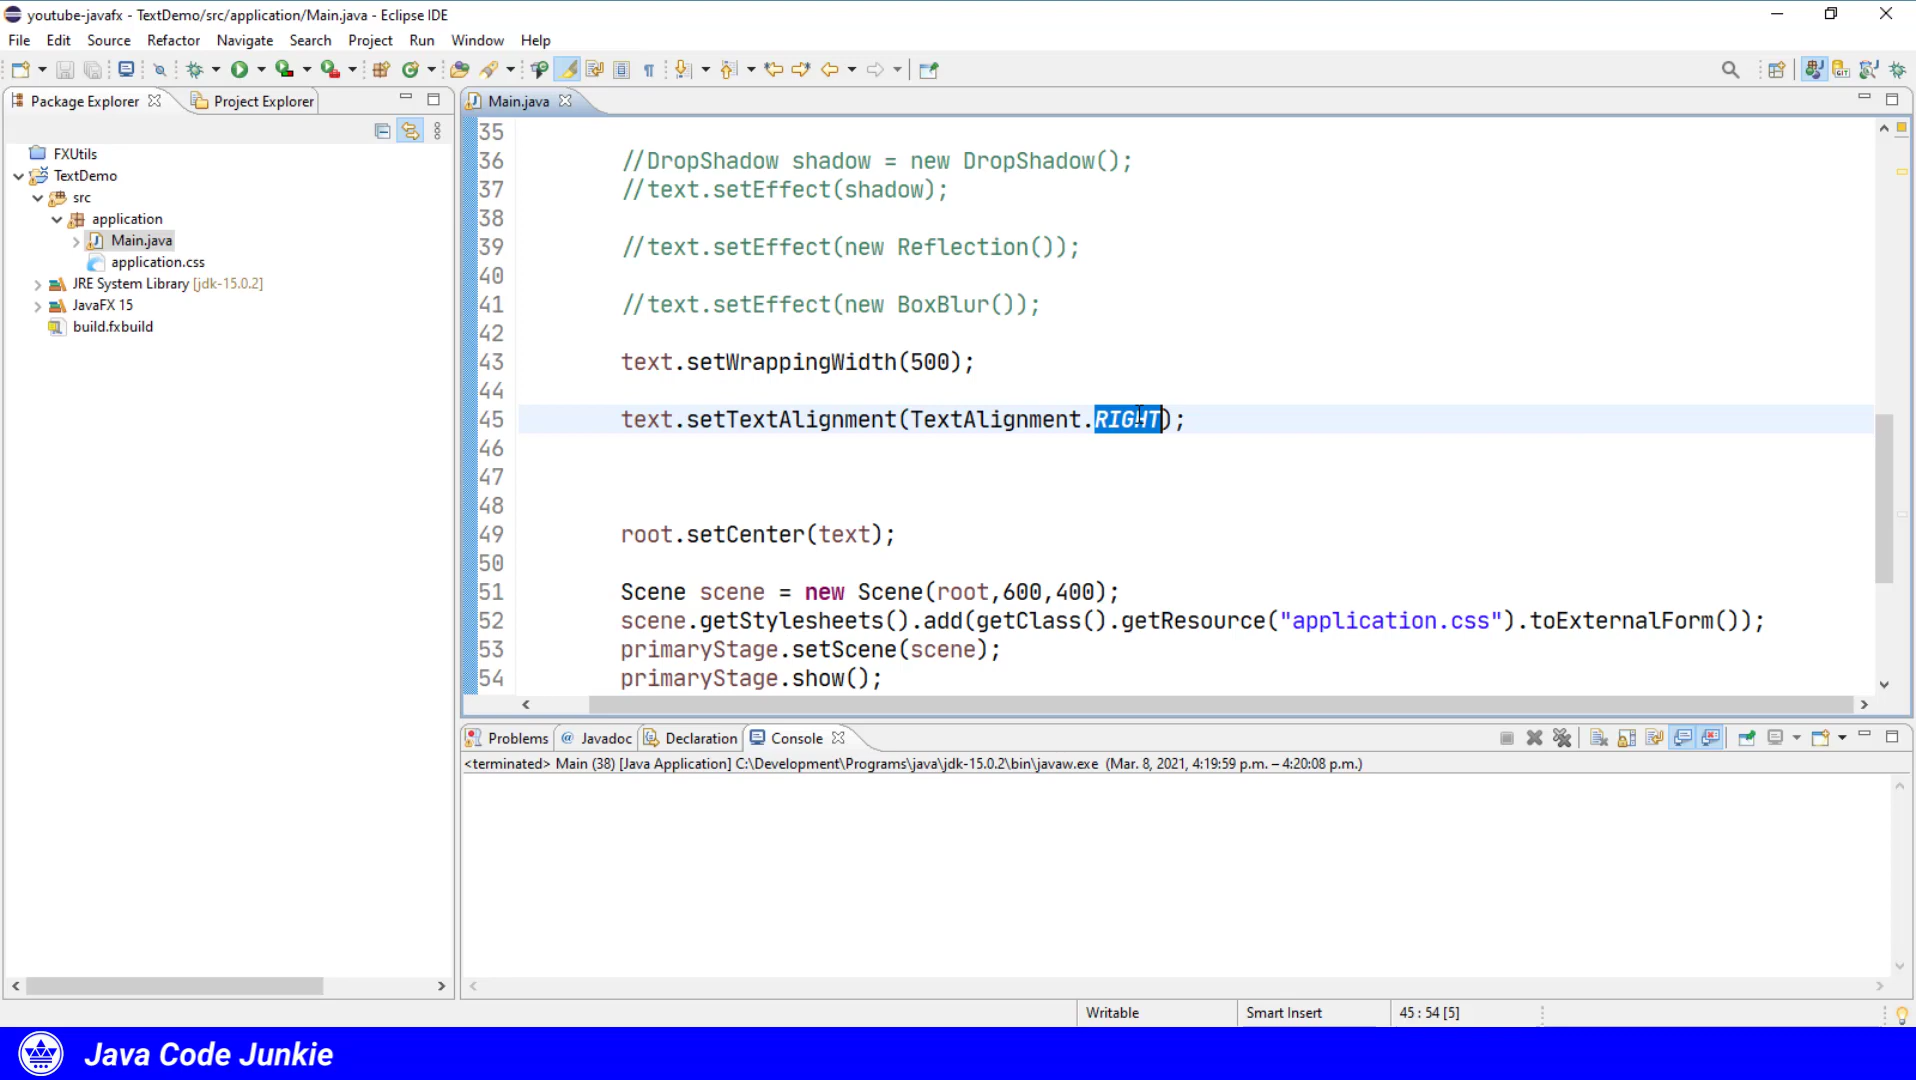 youtube-javafx - TextDemo/src/application/Main.java - Eclipse IDE
File Edit Source Refactor Navigate Search Project Run Window Help
Package Explorer Project Explorer
FXUtils
TextDemo
src
application
Main.java
application.css
JRE System Library [jdk-15.0.2]
JavaFX 15
build.fxbuild
Main.java
35
36 //DropShadow shadow = new DropShadow();
37 //text.setEffect(shadow);
38
39 //text.setEffect(new Reflection());
40
41 //text.setEffect(new BoxBlur());
42
43 text.setWrappingWidth(500);
44
45 text.setTextAlignment(TextAlignment.RIGHT);
46
47
48
49 root.setCenter(text);
50
51 Scene scene = new Scene(root,600,400);
52 scene.getStylesheets().add(getClass().getResource("application.css").toExternalForm());
53 primaryStage.setScene(scene);
54 primaryStage.show();
Problems @ Javadoc Declaration Console
<terminated> Main (38) [Java Application] C:\Development\Programs\java\jdk-15.0.2\bin\javaw.exe (Mar. 8, 2021, 4:19:59 p.m. – 4:20:08 p.m.)
Writable Smart Insert 45 : 54 [5]
Java Code Junkie